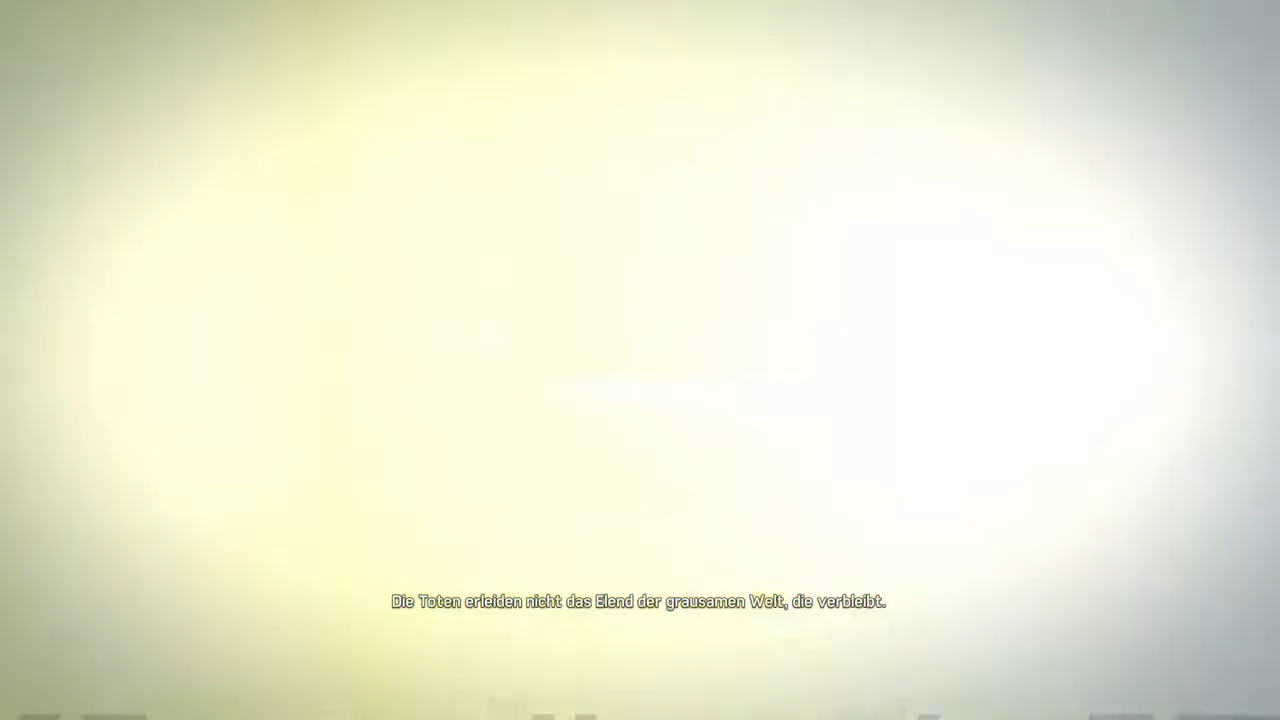 Die Toten erleiden nicht das Elend der grausamen Welt, die verbleibt.